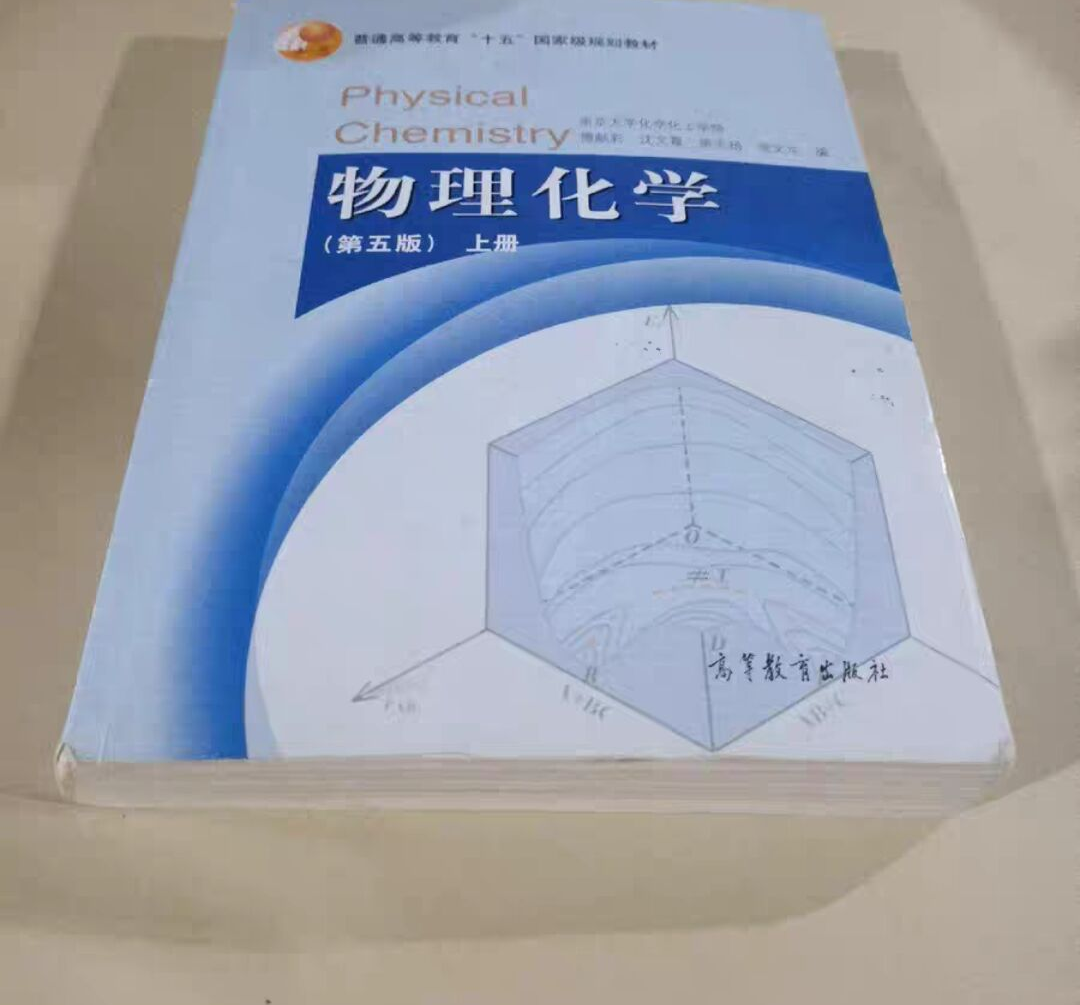 普通高等教育“十五”国家级规划教材
Physical
Chemistry
南京大学化学化工学院
傅献彩 沈文霞 姚天扬 侯文华 编
物理化学
（第五版） 上册
E
O
≠T
D
B
A+BC
AB+C
高等教育出版社